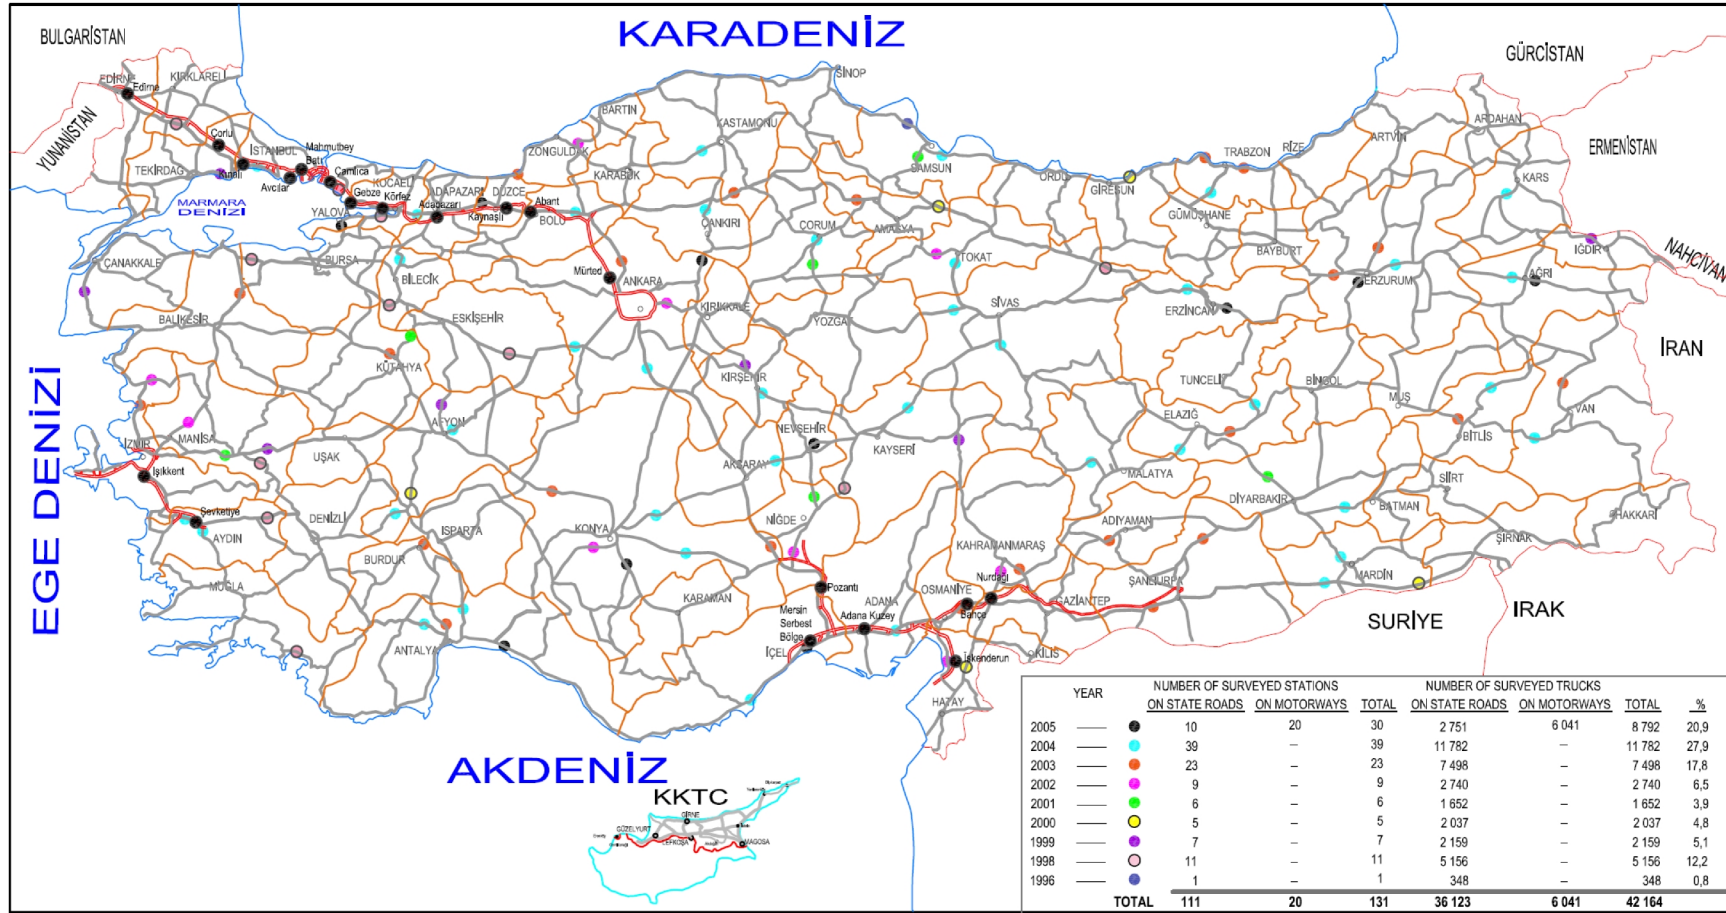 KARADENİZ
BULGARİSTAN
GÜRCİSTAN
YUNANİSTAN
ERMENİSTAN
NAHCİVAN
İRAN
EGE DENİZİ
MARMARA
DENİZİ
EDİRNE
KIRKLARELİ
Edirne
Çorlu
İSTANBUL
Mahmutbey
Batı
TEKİRDAG
Kınalı
Avcılar
Çamlıca
KOCAELİ
Gebze
Körfez
YALOVA
ADAPAZARI
Adapazarı
DÜZCE
Kaynaşlı
Abant
BOLU
ZONGULDAK
BARTIN
KARABÜK
KASTAMONU
SİNOP
SAMSUN
ÇANKIRI
ÇORUM
AMASYA
TOKAT
ORDU
GİRESUN
TRABZON
RİZE
ARTVİN
ARDAHAN
KARS
GÜMÜŞHANE
BAYBURT
IĞDIR
AĞRI
ERZURUM
ERZİNCAN
ÇANAKKALE
BURSA
BİLECİK
ESKİŞEHİR
Mürted
ANKARA
KIRIKKALE
YOZGAT
SİVAS
BALIKESİR
KÜTAHYA
KIRŞEHİR
TUNCELİ
BİNGÖL
MUŞ
VAN
ELAZIĞ
BİTLİS
MANİSA
İZMİR
Işıkkent
UŞAK
AFYON
AKSARAY
NEVŞEHİR
KAYSERİ
MALATYA
DİYARBAKIR
SİİRT
BATMAN
HAKKARİ
ŞIRNAK
Şevketiye
AYDIN
DENİZLİ
ISPARTA
BURDUR
KONYA
NİĞDE
KAHRAMANMARAŞ
ADIYAMAN
MARDİN
ŞANLIURFA
MUĞLA
ANTALYA
KARAMAN
Pozantı
Mersin
Serbest
Bölge
İÇEL
ADANA
Adana Kuzey
OSMANİYE
Nurdağı
Bahçe
GAZİANTEP
KİLİS
İskenderun
HATAY
SURİYE
IRAK
AKDENİZ
KKTC
GİRNE
GÜZELYURT
LEFKOŞA
MAGOSA
YEAR NUMBER OF SURVEYED STATIONS NUMBER OF SURVEYED TRUCKS
ON STATE ROADS ON MOTORWAYS TOTAL ON STATE ROADS ON MOTORWAYS TOTAL %
2005 10 20 30 2 751 6 041 8 792 20,9
2004 39 – 39 11 782 – 11 782 27,9
2003 23 – 23 7 498 – 7 498 17,8
2002 9 – 9 2 740 – 2 740 6,5
2001 6 – 6 1 652 – 1 652 3,9
2000 5 – 5 2 037 – 2 037 4,8
1999 7 – 7 2 159 – 2 159 5,1
1998 11 – 11 5 156 – 5 156 12,2
1996 1 – 1 348 – 348 0,8
TOTAL 111 20 131 36 123 6 041 42 164